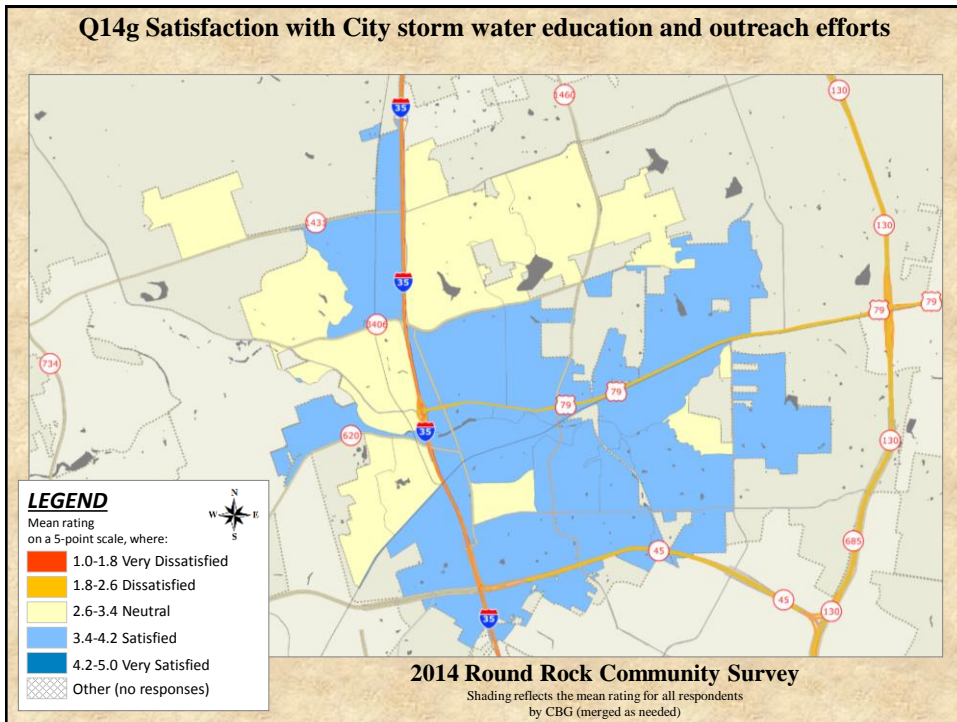 Q14g Satisfaction with City storm water education and outreach efforts
35
1460
130
1431
130
35
79
79
3406
734
79
79
35
620
130
685
45
45
130
35
LEGEND
Mean rating
on a 5-point scale, where:
N
W E
S
1.0-1.8 Very Dissatisfied
1.8-2.6 Dissatisfied
2.6-3.4 Neutral
3.4-4.2 Satisfied
4.2-5.0 Very Satisfied
Other (no responses)
2014 Round Rock Community Survey
Shading reflects the mean rating for all respondents
by CBG (merged as needed)